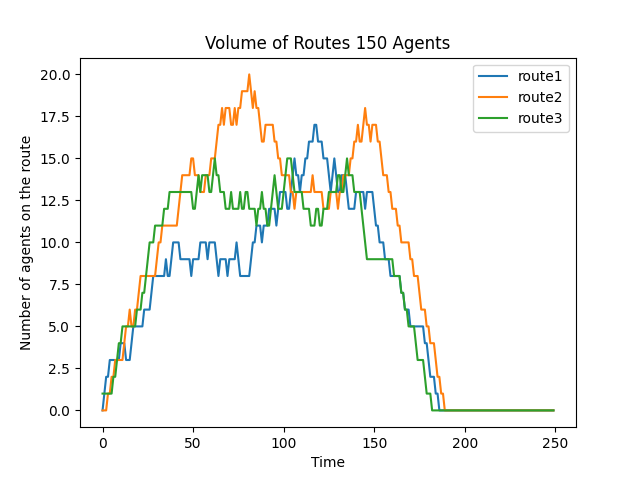 Volume of Routes 150 Agents
Number of agents on the route
20.0
17.5
15.0
12.5
10.0
7.5
5.0
2.5
0.0
route1
route2
route3
0 50 100 150 200 250
Time